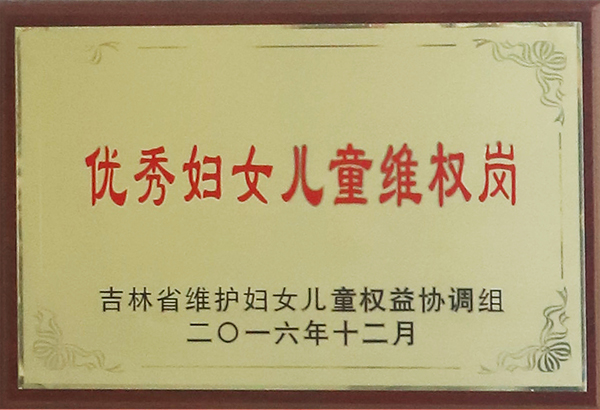 优秀妇女儿童维权岗
吉林省维护妇女儿童权益协调组
二〇一六年十二月